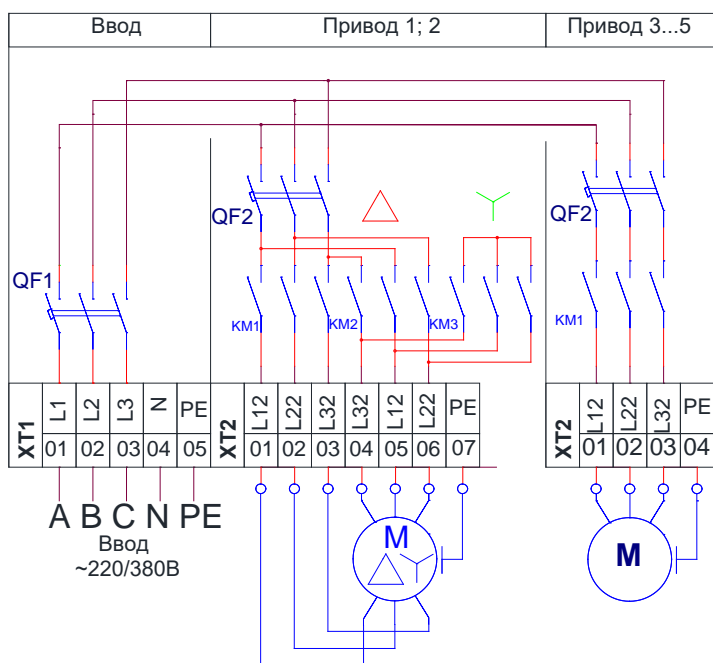 Ввод
Привод 1; 2
Привод 3...5
QF2
QF2
QF1
KM1
KM2
KM3
KM1
XT1
L1
L2
L3
N
PE
01
02
03
04
05
XT2
L12
L22
L32
L32
L12
L22
PE
01
02
03
04
05
06
07
XT2
L12
L22
L32
PE
01
02
03
04
A B C N PE
Ввод
~220/380В
M
M